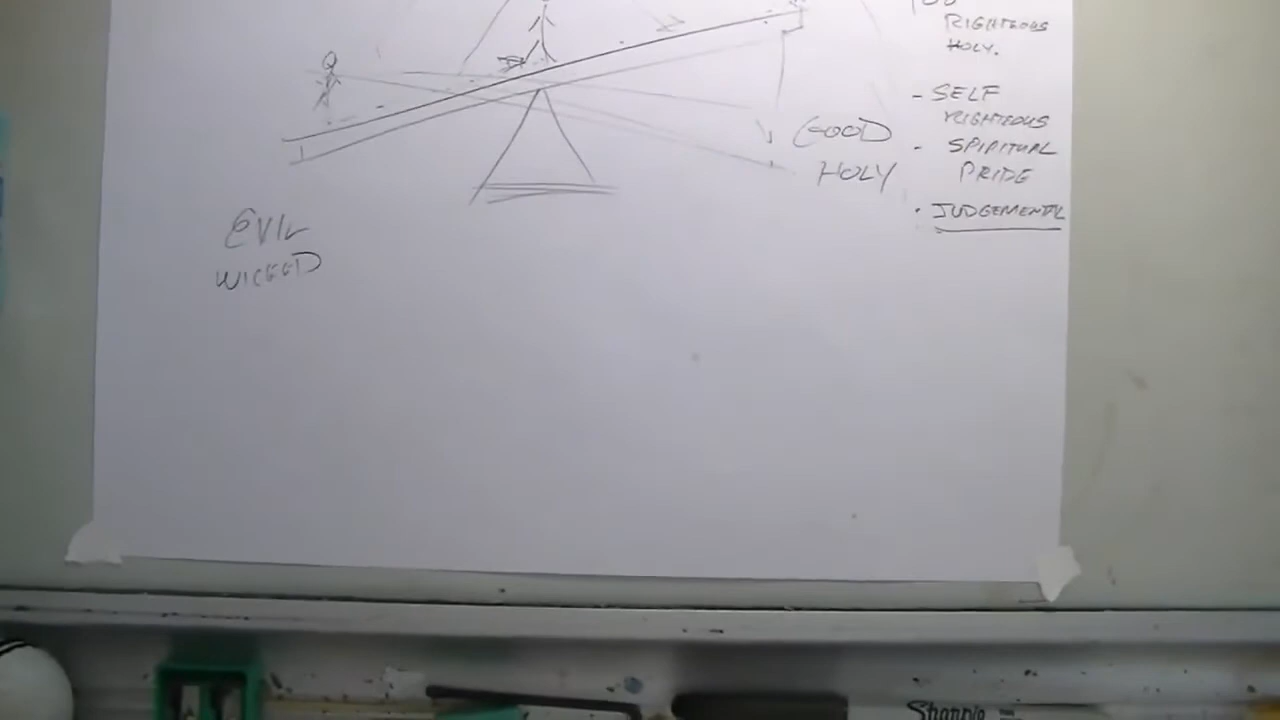 RIGHTEOUS
HOLY.
- SELF
RIGHTEOUS
· SPIRITUAL
PRIDE
· JUDGEMENTAL
GOOD
HOLY
EVIL
WICKED
Sharpie